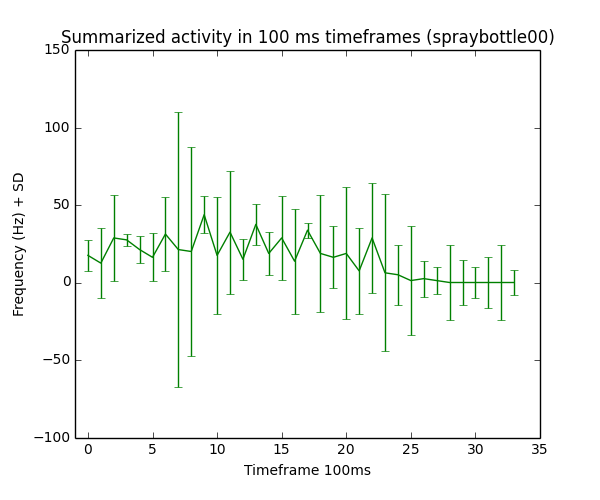 Summarized activity in 100 ms timeframes (spraybottle00)
150
100
50
0
−50
−100
Frequency (Hz) + SD
0 5 10 15 20 25 30 35
Timeframe 100ms